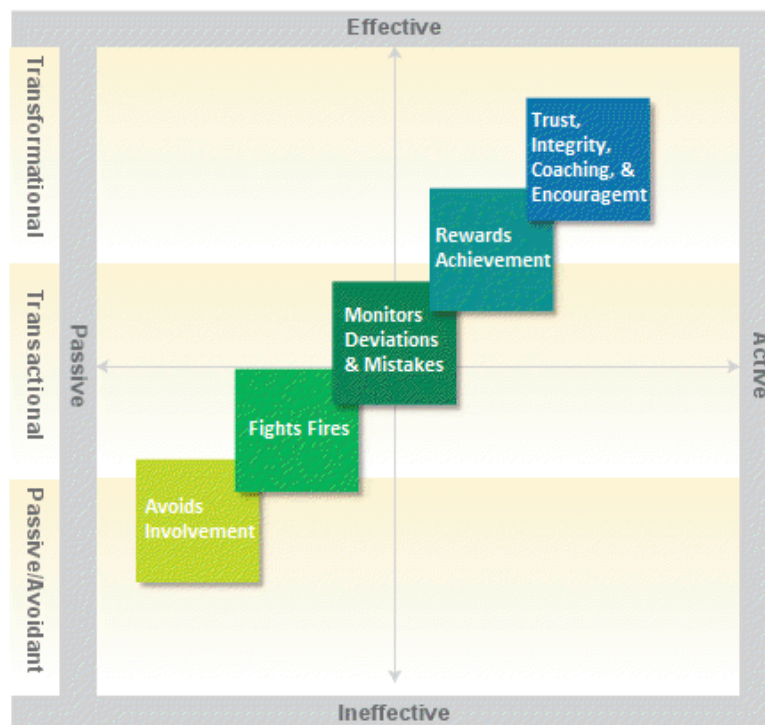 Effective
Transformational
Trust,
Integrity,
Coaching, &
Encouragemt
Rewards
Achievement
Transactional
Passive
Monitors
Deviations
& Mistakes
Active
Fights Fires
Passive/Avoidant
Avoids
Involvement
Ineffective